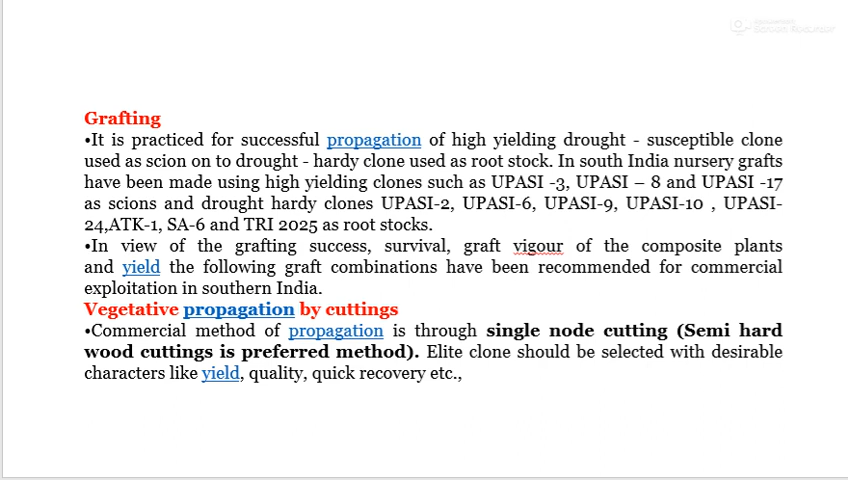 Screen Recorder
Grafting
•It is practiced for successful propagation of high yielding drought - susceptible clone
used as scion on to drought - hardy clone used as root stock. In south India nursery grafts
have been made using high yielding clones such as UPASI -3, UPASI – 8 and UPASI -17
as scions and drought hardy clones UPASI-2, UPASI-6, UPASI-9, UPASI-10 , UPASI-
24,ATK-1, SA-6 and TRI 2025 as root stocks.
•In view of the grafting success, survival, graft vigour of the composite plants
and yield the following graft combinations have been recommended for commercial
exploitation in southern India.
Vegetative propagation by cuttings
•Commercial method of propagation is through single node cutting (Semi hard
wood cuttings is preferred method). Elite clone should be selected with desirable
characters like yield, quality, quick recovery etc.,